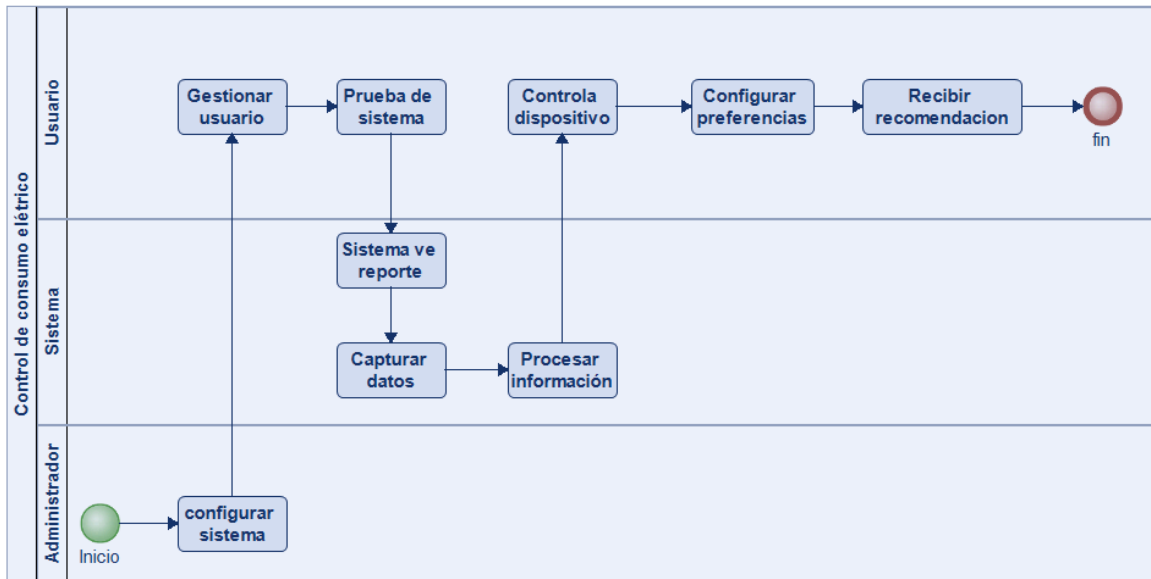 Control de consumo elétrico
Usuario
Gestionar
usuario
Prueba de
sistema
Controla
dispositivo
Configurar
preferencias
Recibir
recomendacion
fin
Sistema
Sistema ve
reporte
Capturar
datos
Procesar
información
Administrador
Inicio
configurar
sistema